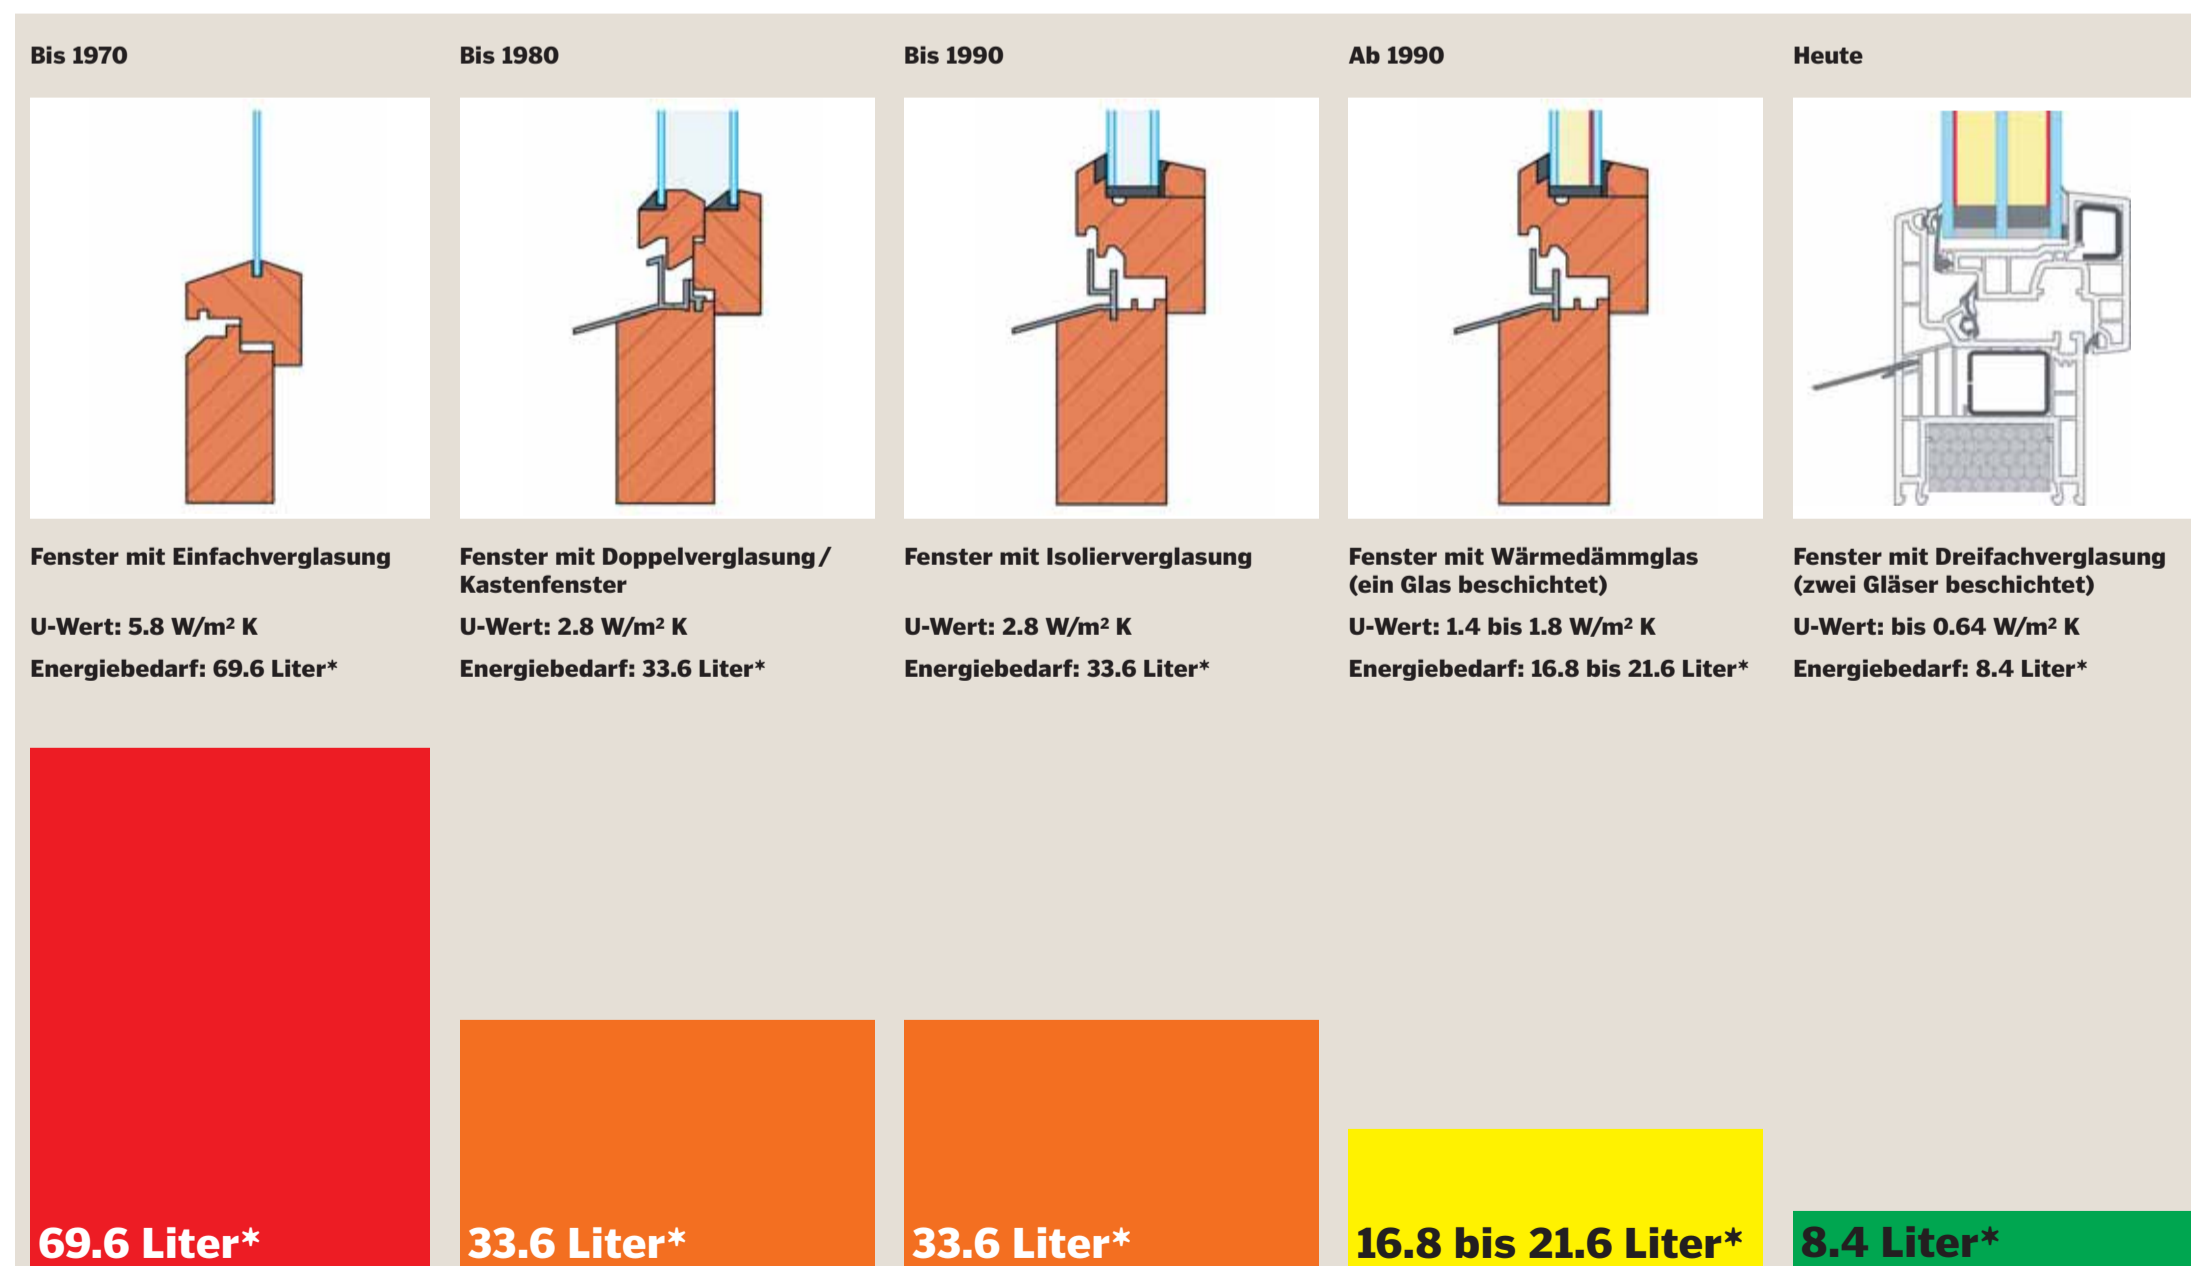 Bis 1970
Bis 1980
Bis 1990
Ab 1990
Heute
Fenster mit Einfachverglasung
U-Wert: 5.8 W/m² K
Energiebedarf: 69.6 Liter*
Fenster mit Doppelverglasung/
Kastenfenster
U-Wert: 2.8 W/m² K
Energiebedarf: 33.6 Liter*
Fenster mit Isolierverglasung
U-Wert: 2.8 W/m² K
Energiebedarf: 33.6 Liter*
Fenster mit Wärmedämmglas
(ein Glas beschichtet)
U-Wert: 1.4 bis 1.8 W/m² K
Energiebedarf: 16.8 bis 21.6 Liter*
Fenster mit Dreifachverglasung
(zwei Gläser beschichtet)
U-Wert: bis 0.64 W/m² K
Energiebedarf: 8.4 Liter*
69.6 Liter*
33.6 Liter*
33.6 Liter*
16.8 bis 21.6 Liter*
8.4 Liter*